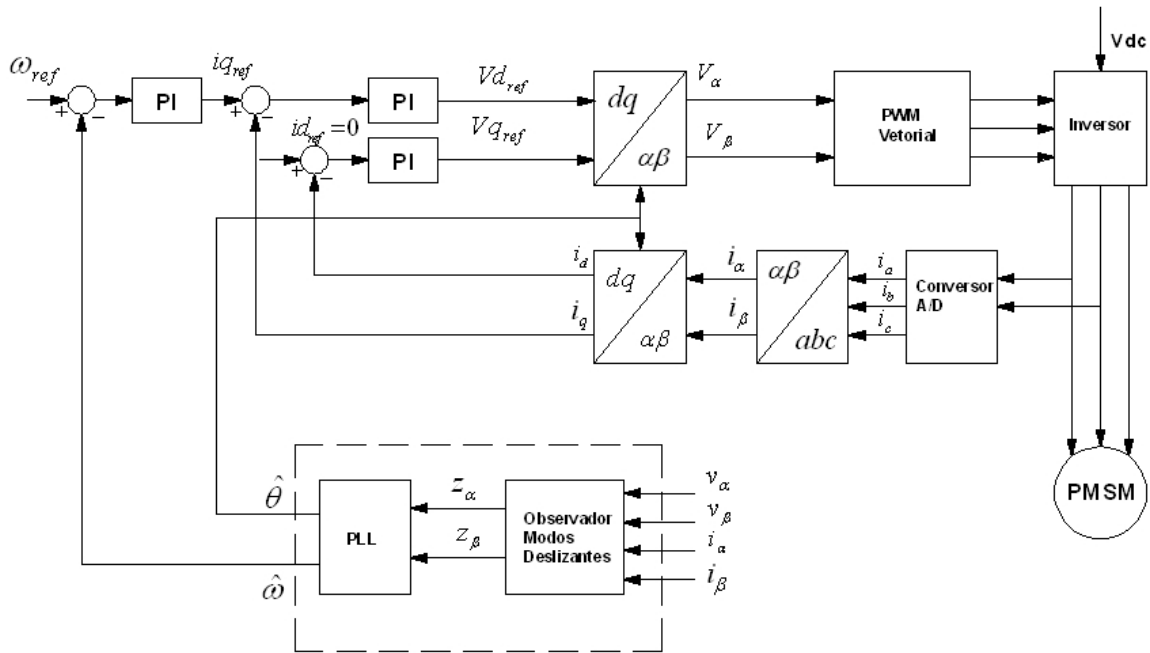 Vdc
ω_ref
iq_ref
Vd_ref
V_α
PI
PI
dq
PWM
Vetorial
Inversor
+
−
+
−
id_ref =0
Vq_ref
V_β
PI
αβ
+
−
i_d
dq
i_α
αβ
i_a
Conversor
A/D
i_b
i_q
αβ
i_β
abc
i_c
θ̂
z_α
v_α
PMSM
PLL
Observador
Modos
Deslizantes
v_β
z_β
i_α
ω̂
i_β